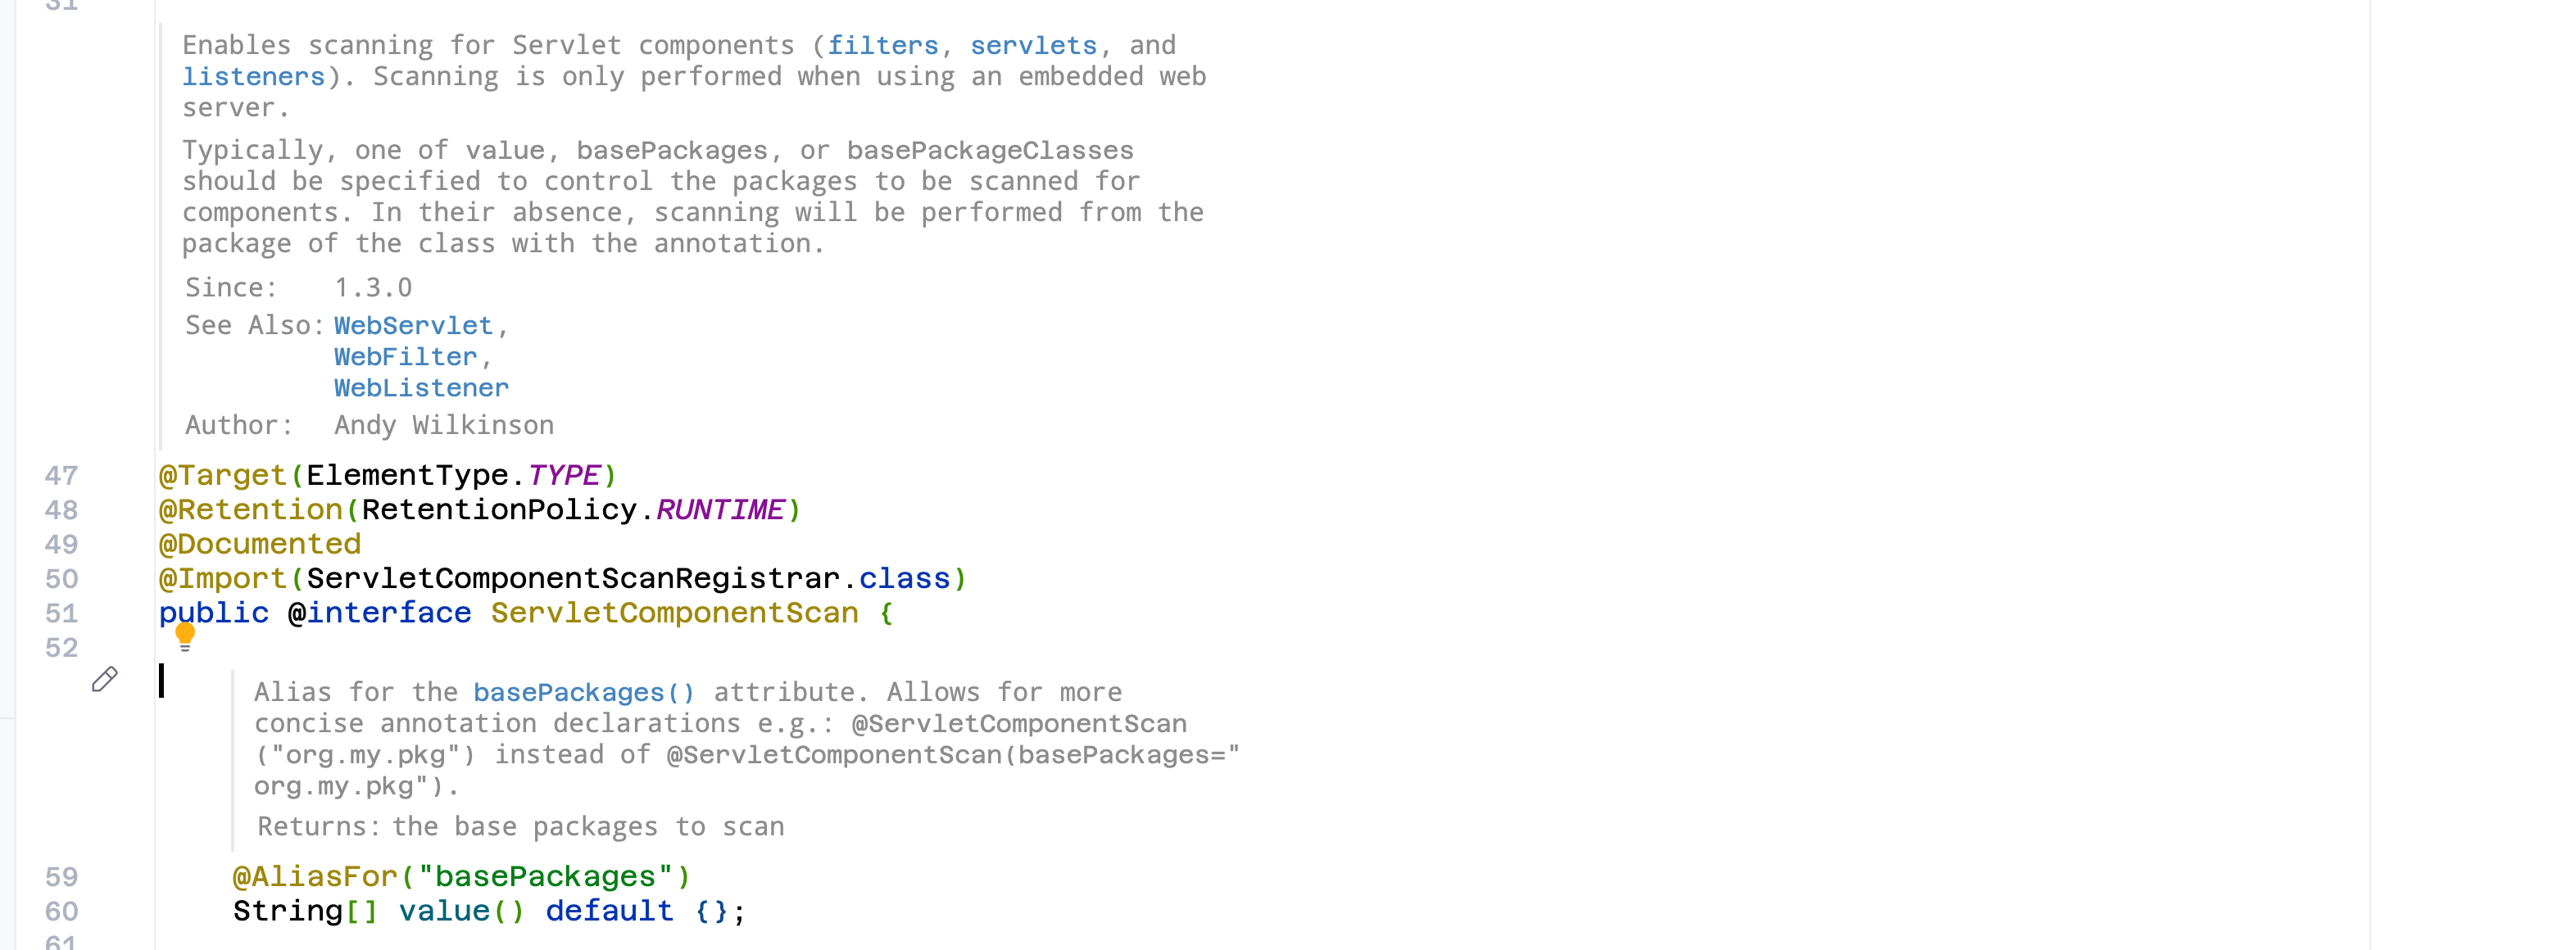 31
Enables scanning for Servlet components (filters, servlets, and
listeners). Scanning is only performed when using an embedded web
server.
Typically, one of value, basePackages, or basePackageClasses
should be specified to control the packages to be scanned for
components. In their absence, scanning will be performed from the
package of the class with the annotation.
Since: 1.3.0
See Also: WebServlet,
WebFilter,
WebListener
Author: Andy Wilkinson
47 @Target(ElementType.TYPE)
48 @Retention(RetentionPolicy.RUNTIME)
49 @Documented
50 @Import(ServletComponentScanRegistrar.class)
51 public @interface ServletComponentScan {
52
Alias for the basePackages() attribute. Allows for more
concise annotation declarations e.g.: @ServletComponentScan
("org.my.pkg") instead of @ServletComponentScan(basePackages="
org.my.pkg").
Returns: the base packages to scan
59 @AliasFor("basePackages")
60 String[] value() default {};
61